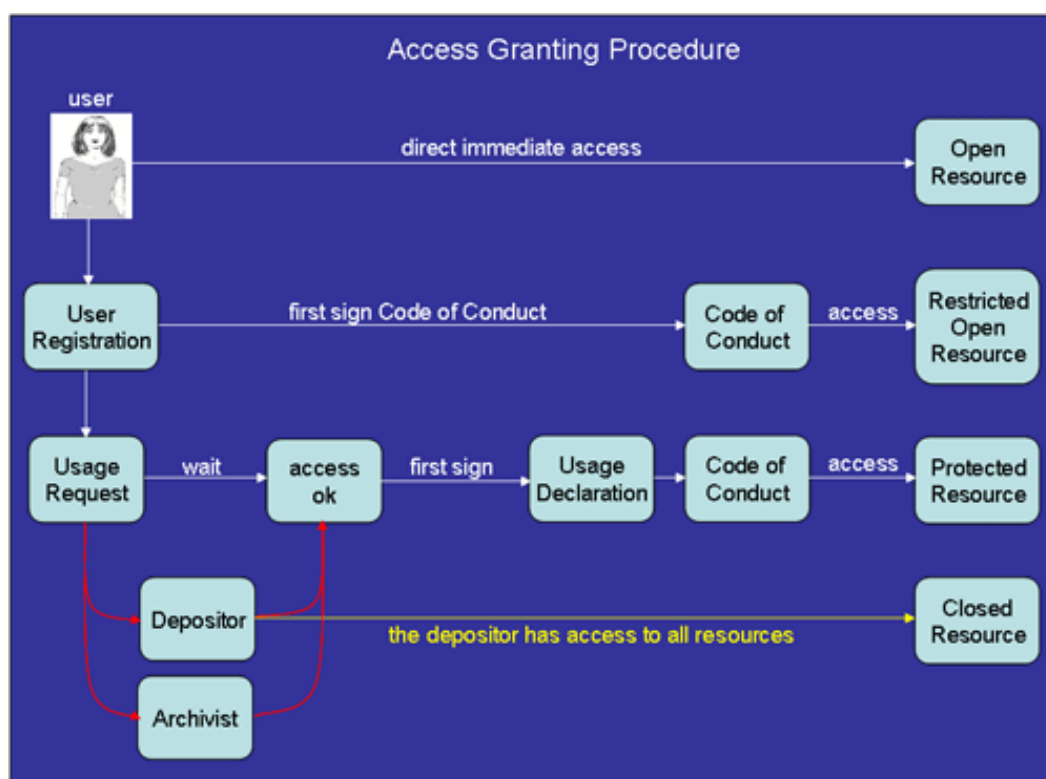 Access Granting Procedure
user
direct immediate access
Open
Resource
User
Registration
first sign Code of Conduct
Code of
Conduct
access
Restricted
Open
Resource
Usage
Request
wait
access
ok
first sign
Usage
Declaration
Code of
Conduct
access
Protected
Resource
Depositor
the depositor has access to all resources
Closed
Resource
Archivist